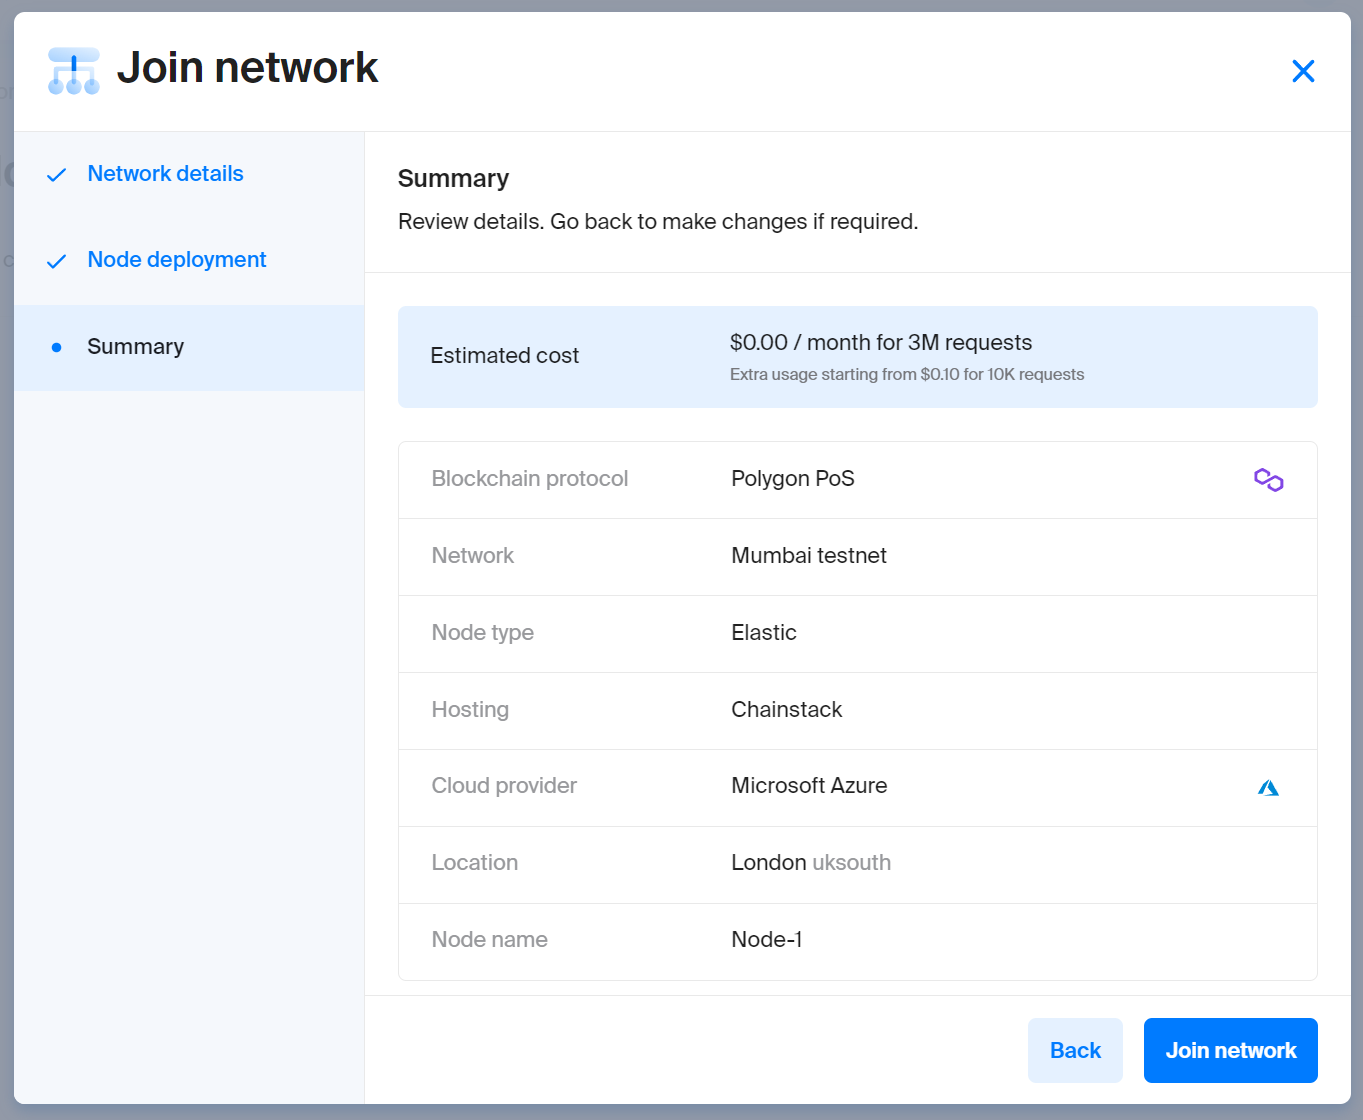 Join network
Network details
Node deployment
Summary
Summary
Review details. Go back to make changes if required.
Estimated cost
$0.00 / month for 3M requests
Extra usage starting from $0.10 for 10K requests
Blockchain protocol Polygon PoS
Network Mumbai testnet
Node type Elastic
Hosting Chainstack
Cloud provider Microsoft Azure
Location London uksouth
Node name Node-1
Back Join network